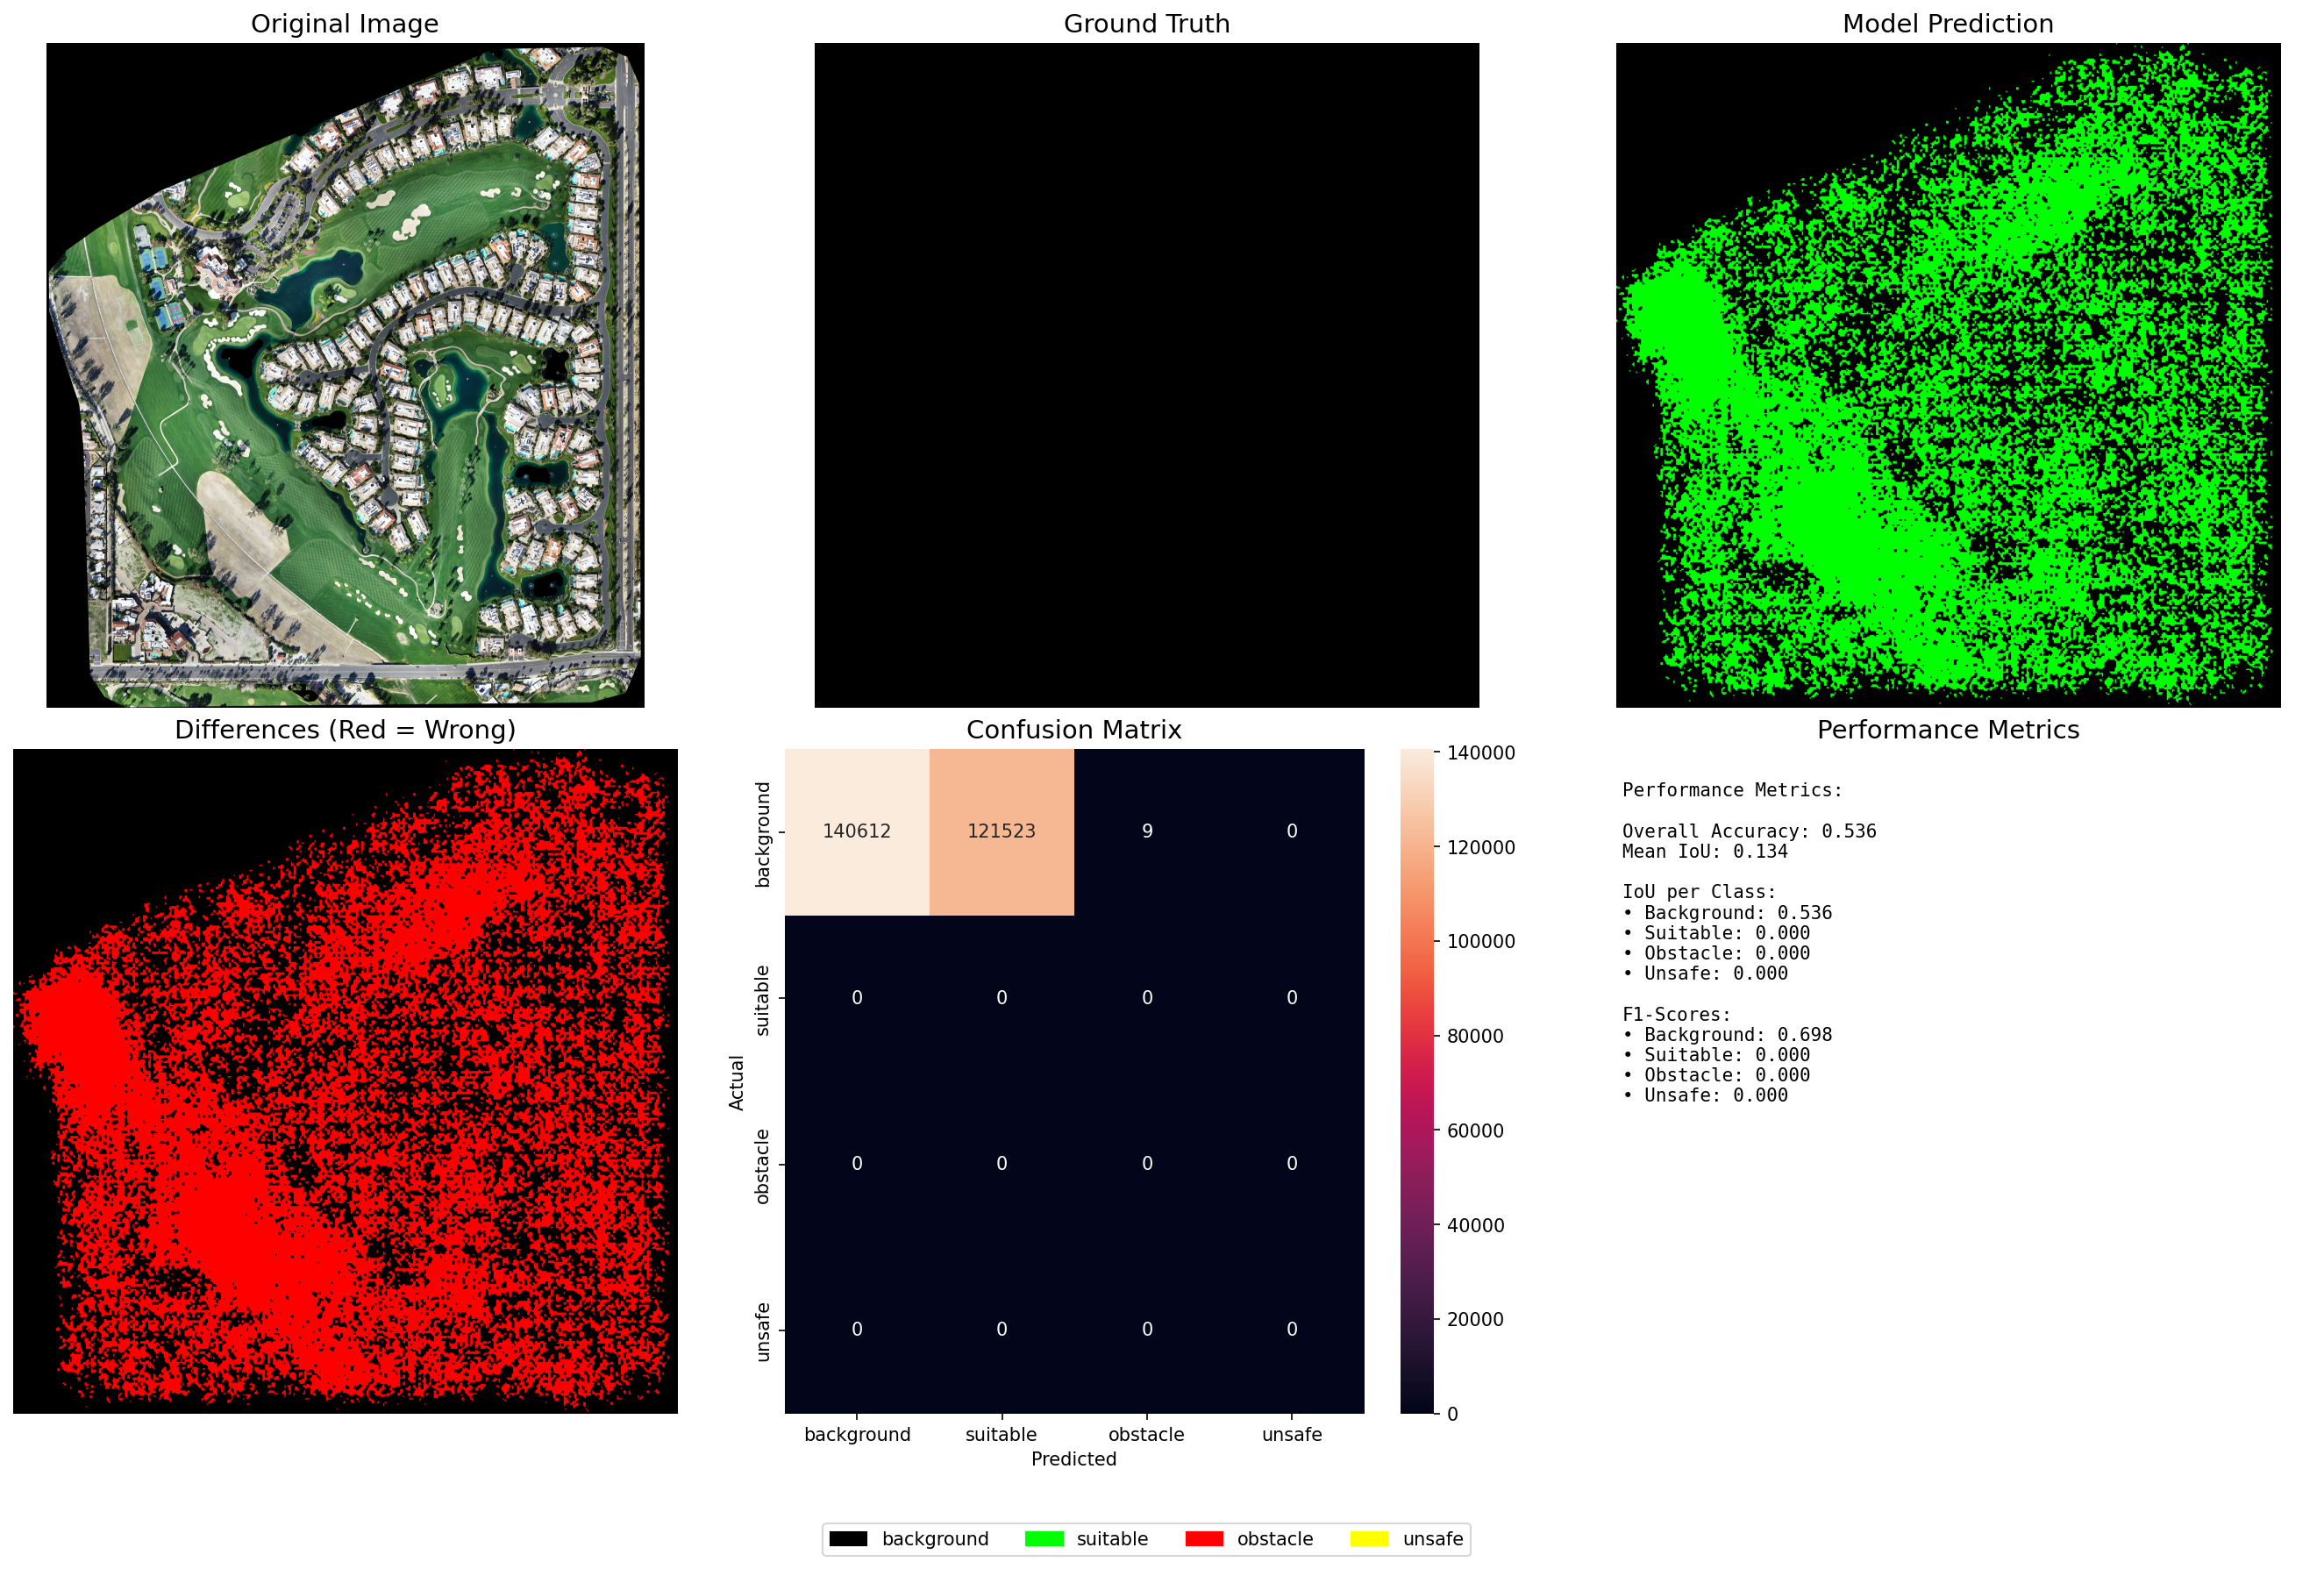 Original Image
Ground Truth
Model Prediction
Differences (Red = Wrong)
Confusion Matrix
Performance Metrics
background
suitable
obstacle
unsafe
Actual
140612 121523 9 0
0 0 0 0
0 0 0 0
0 0 0 0
background suitable obstacle unsafe
Predicted
140000
120000
100000
80000
60000
40000
20000
0
Performance Metrics:
Overall Accuracy: 0.536
Mean IoU: 0.134
IoU per Class:
• Background: 0.536
• Suitable: 0.000
• Obstacle: 0.000
• Unsafe: 0.000
F1-Scores:
• Background: 0.698
• Suitable: 0.000
• Obstacle: 0.000
• Unsafe: 0.000
background suitable obstacle unsafe